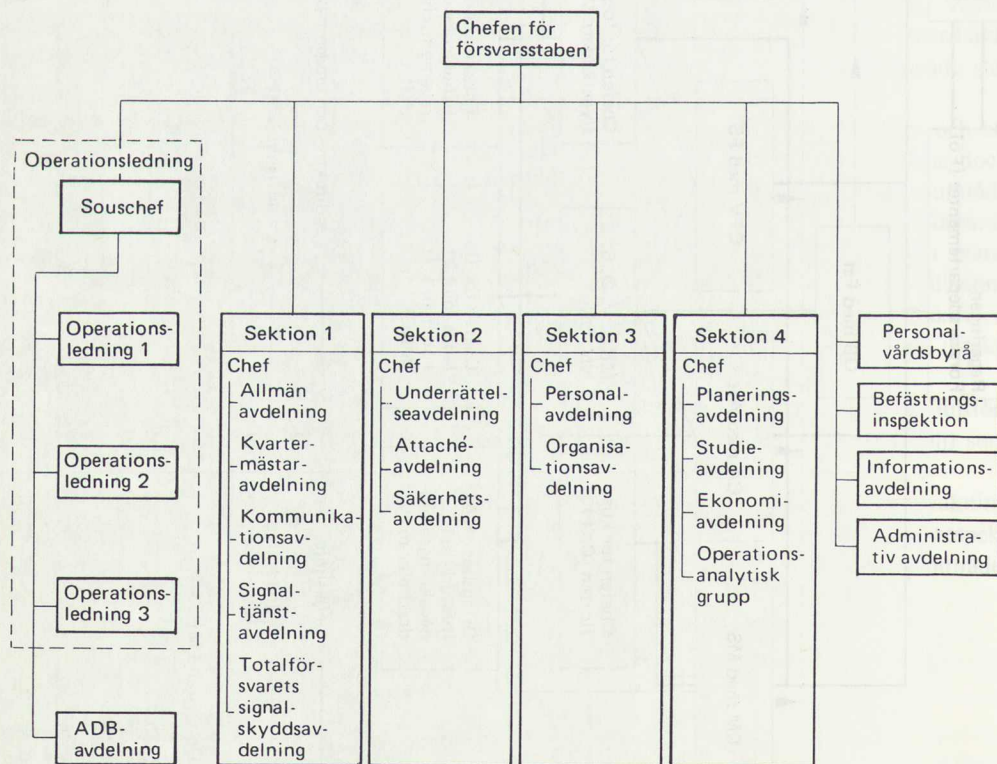 Chefen för
försvarsstaben
Operationsledning
Souschef
Operations-
ledning 1
Operations-
ledning 2
Operations-
ledning 3
ADB-
avdelning
Sektion 1
Chef
Allmän
avdelning
Kvarter-
mästar-
avdelning
Kommunika-
tionsav-
delning
Signal-
tjänst-
avdelning
Totalför-
svarets
signal-
skyddsav-
delning
Sektion 2
Chef
Underrättel-
seavdelning
Attaché-
avdelning
Säkerhets-
avdelning
Sektion 3
Chef
Personal-
avdelning
Organisa-
tionsav-
delning
Sektion 4
Chef
Planerings-
avdelning
Studie-
avdelning
Ekonomi-
avdelning
Operations-
analytisk
grupp
Personal-
vårdsbyrå
Befästnings-
inspektion
Informations-
avdelning
Administra-
tiv avdelning